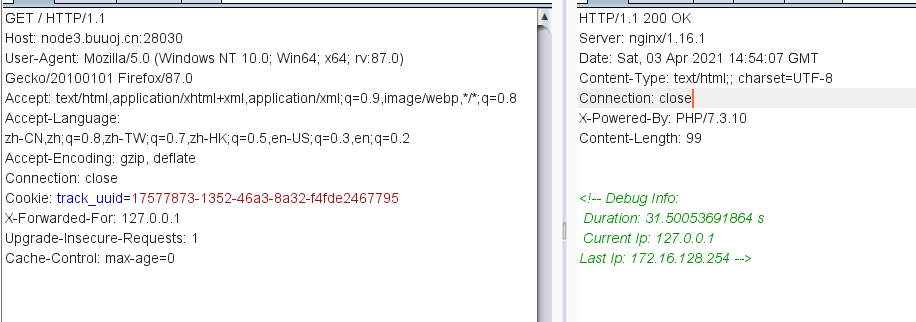 GET / HTTP/1.1
Host: node3.buuoj.cn:28030
User-Agent: Mozilla/5.0 (Windows NT 10.0; Win64; x64; rv:87.0)
Gecko/20100101 Firefox/87.0
Accept: text/html,application/xhtml+xml,application/xml;q=0.9,image/webp,*/*;q=0.8
Accept-Language:
zh-CN,zh;q=0.8,zh-TW;q=0.7,zh-HK;q=0.5,en-US;q=0.3,en;q=0.2
Accept-Encoding: gzip, deflate
Connection: close
Cookie: track_uuid=17577873-1352-46a3-8a32-f4fde2467795
X-Forwarded-For: 127.0.0.1
Upgrade-Insecure-Requests: 1
Cache-Control: max-age=0
HTTP/1.1 200 OK
Server: nginx/1.16.1
Date: Sat, 03 Apr 2021 14:54:07 GMT
Content-Type: text/html;; charset=UTF-8
Connection: close
X-Powered-By: PHP/7.3.10
Content-Length: 99
<!-- Debug Info:
Duration: 31.50053691864 s
Current Ip: 127.0.0.1
Last Ip: 172.16.128.254 -->